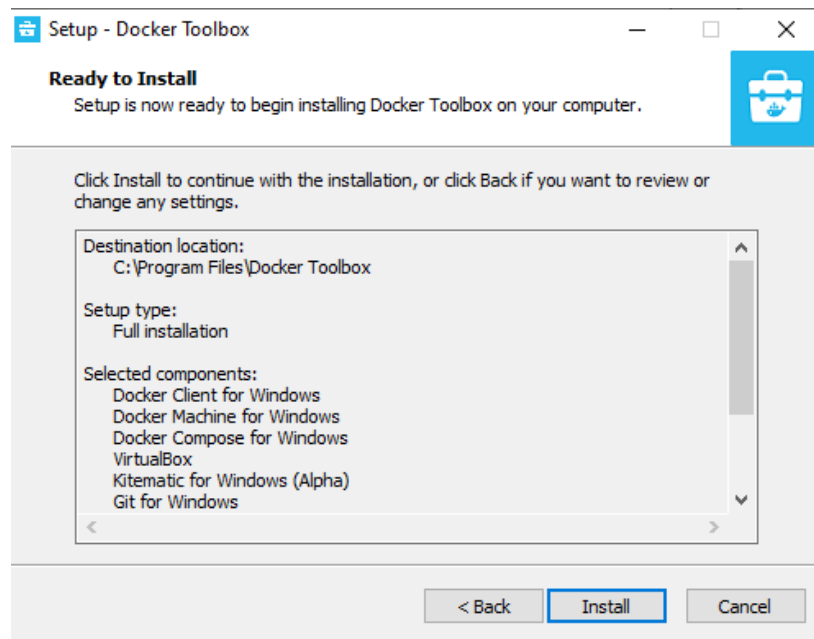 Setup - Docker Toolbox
Ready to Install
Setup is now ready to begin installing Docker Toolbox on your computer.
Click Install to continue with the installation, or click Back if you want to review or
change any settings.
Destination location:
C:\Program Files\Docker Toolbox
Setup type:
Full installation
Selected components:
Docker Client for Windows
Docker Machine for Windows
Docker Compose for Windows
VirtualBox
Kitematic for Windows (Alpha)
Git for Windows
< Back Install Cancel